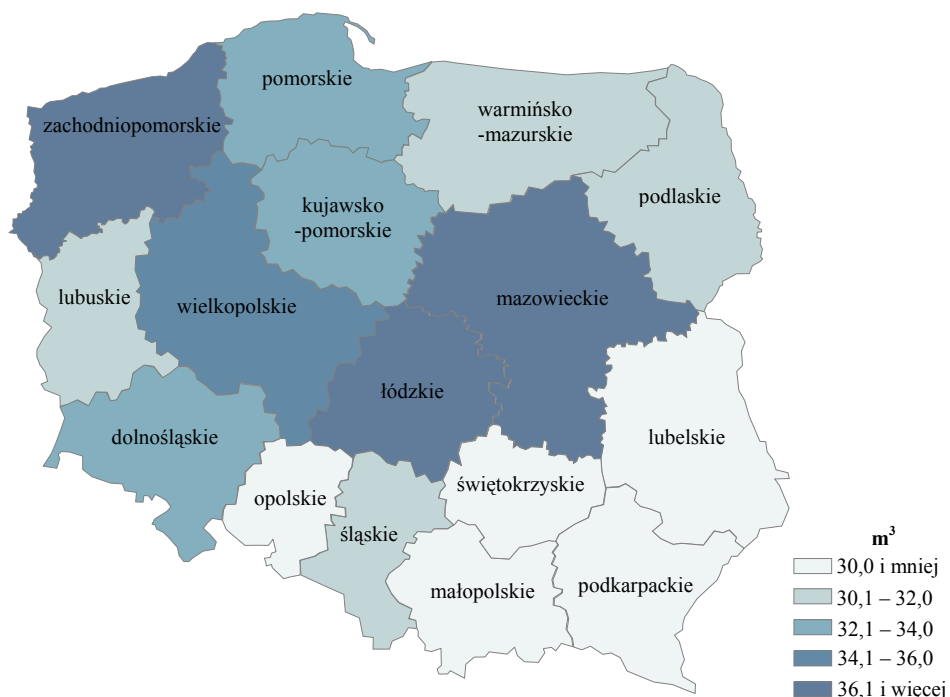 pomorskie
warmińsko
-mazurskie
zachodniopomorskie
podlaskie
kujawsko
-pomorskie
lubuskie
wielkopolskie
mazowieckie
łódzkie
dolnośląskie
lubelskie
opolskie
świętokrzyskie
śląskie
małopolskie
podkarpackie
m³
30,0 i mniej
30,1 – 32,0
32,1 – 34,0
34,1 – 36,0
36,1 i więcej